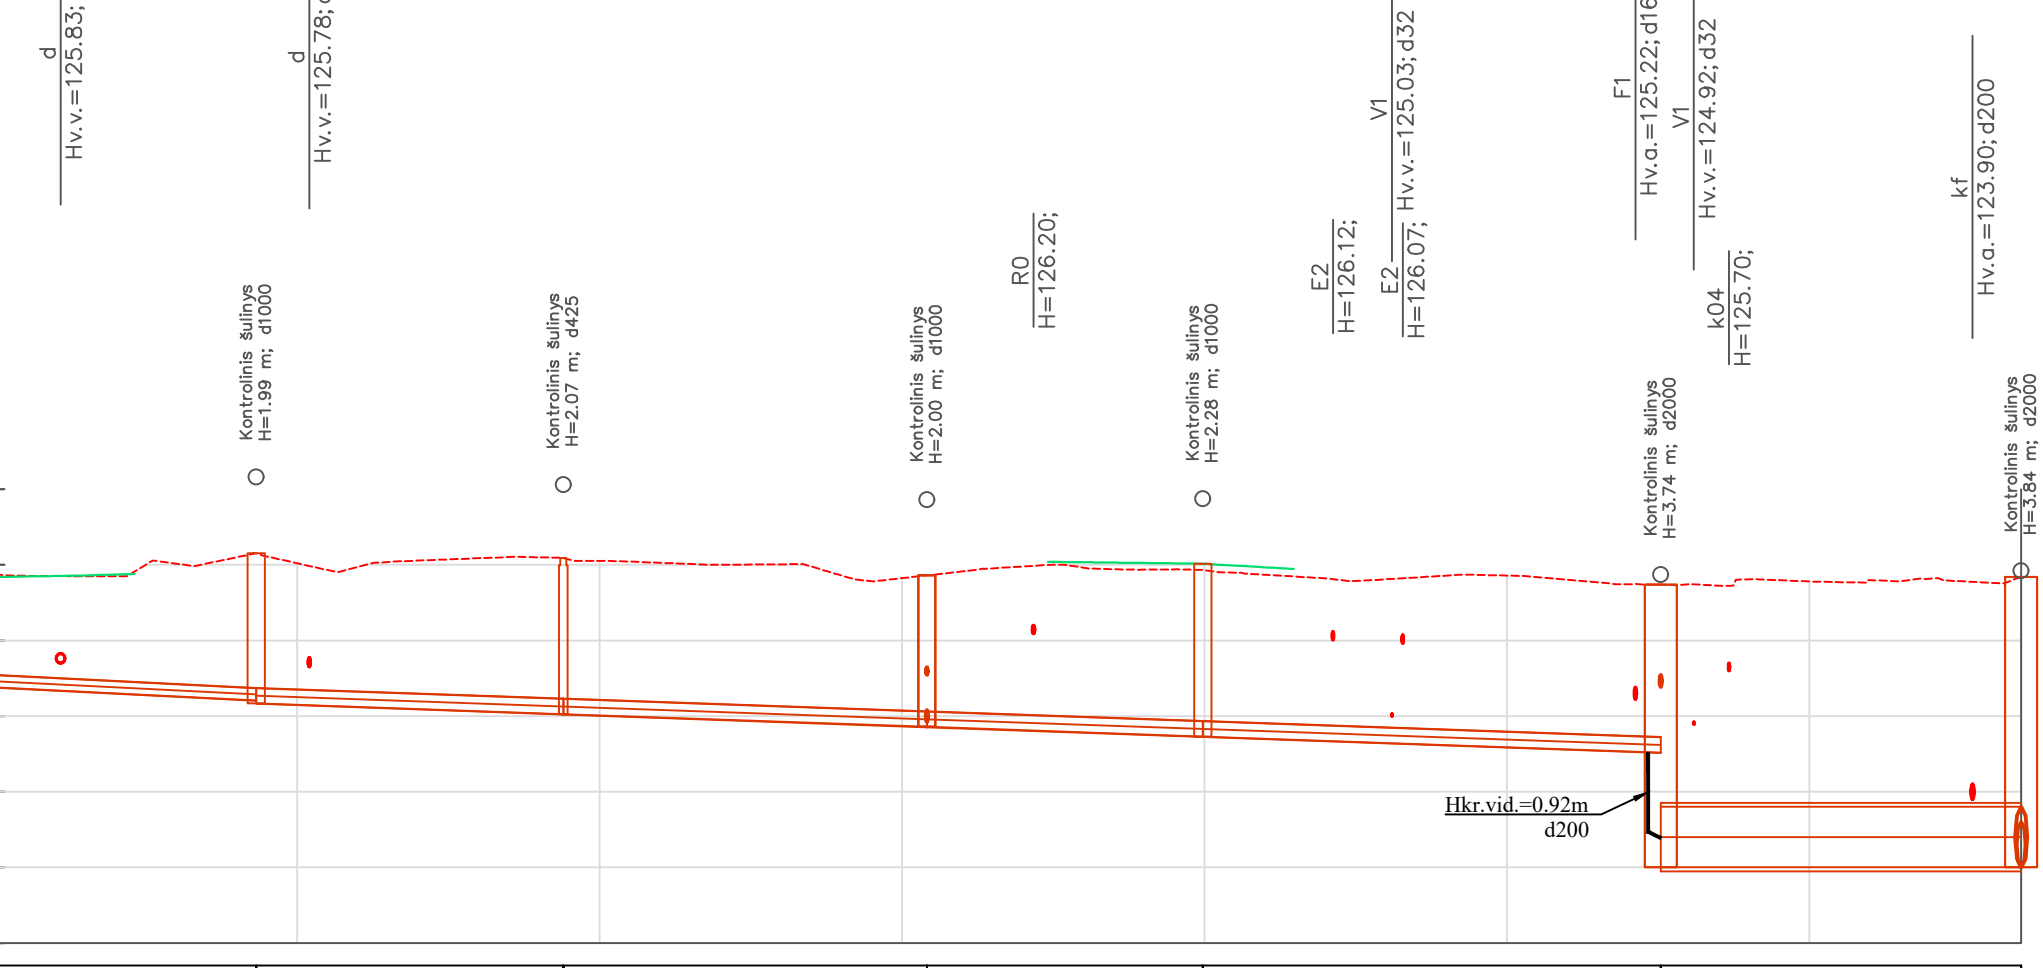 d
Hv.v.=125.83;
d
Hv.v.=125.78;
Kontrolinis šulinys
H=1.99 m; d1000
Kontrolinis šulinys
H=2.07 m; d425
Kontrolinis šulinys
H=2.00 m; d1000
R0
H=126.20;
Kontrolinis šulinys
H=2.28 m; d1000
E2
H=126.12;
V1
Hv.v.=125.03; d32
E2
H=126.07;
F1
Hv.a.=125.22; d16
V1
Hv.v.=124.92; d32
Kontrolinis šulinys
H=3.74 m; d2000
k04
H=125.70;
kf
Hv.a.=123.90; d200
Kontrolinis šulinys
H=3.84 m; d2000
Hkr.vid.=0.92m
d200